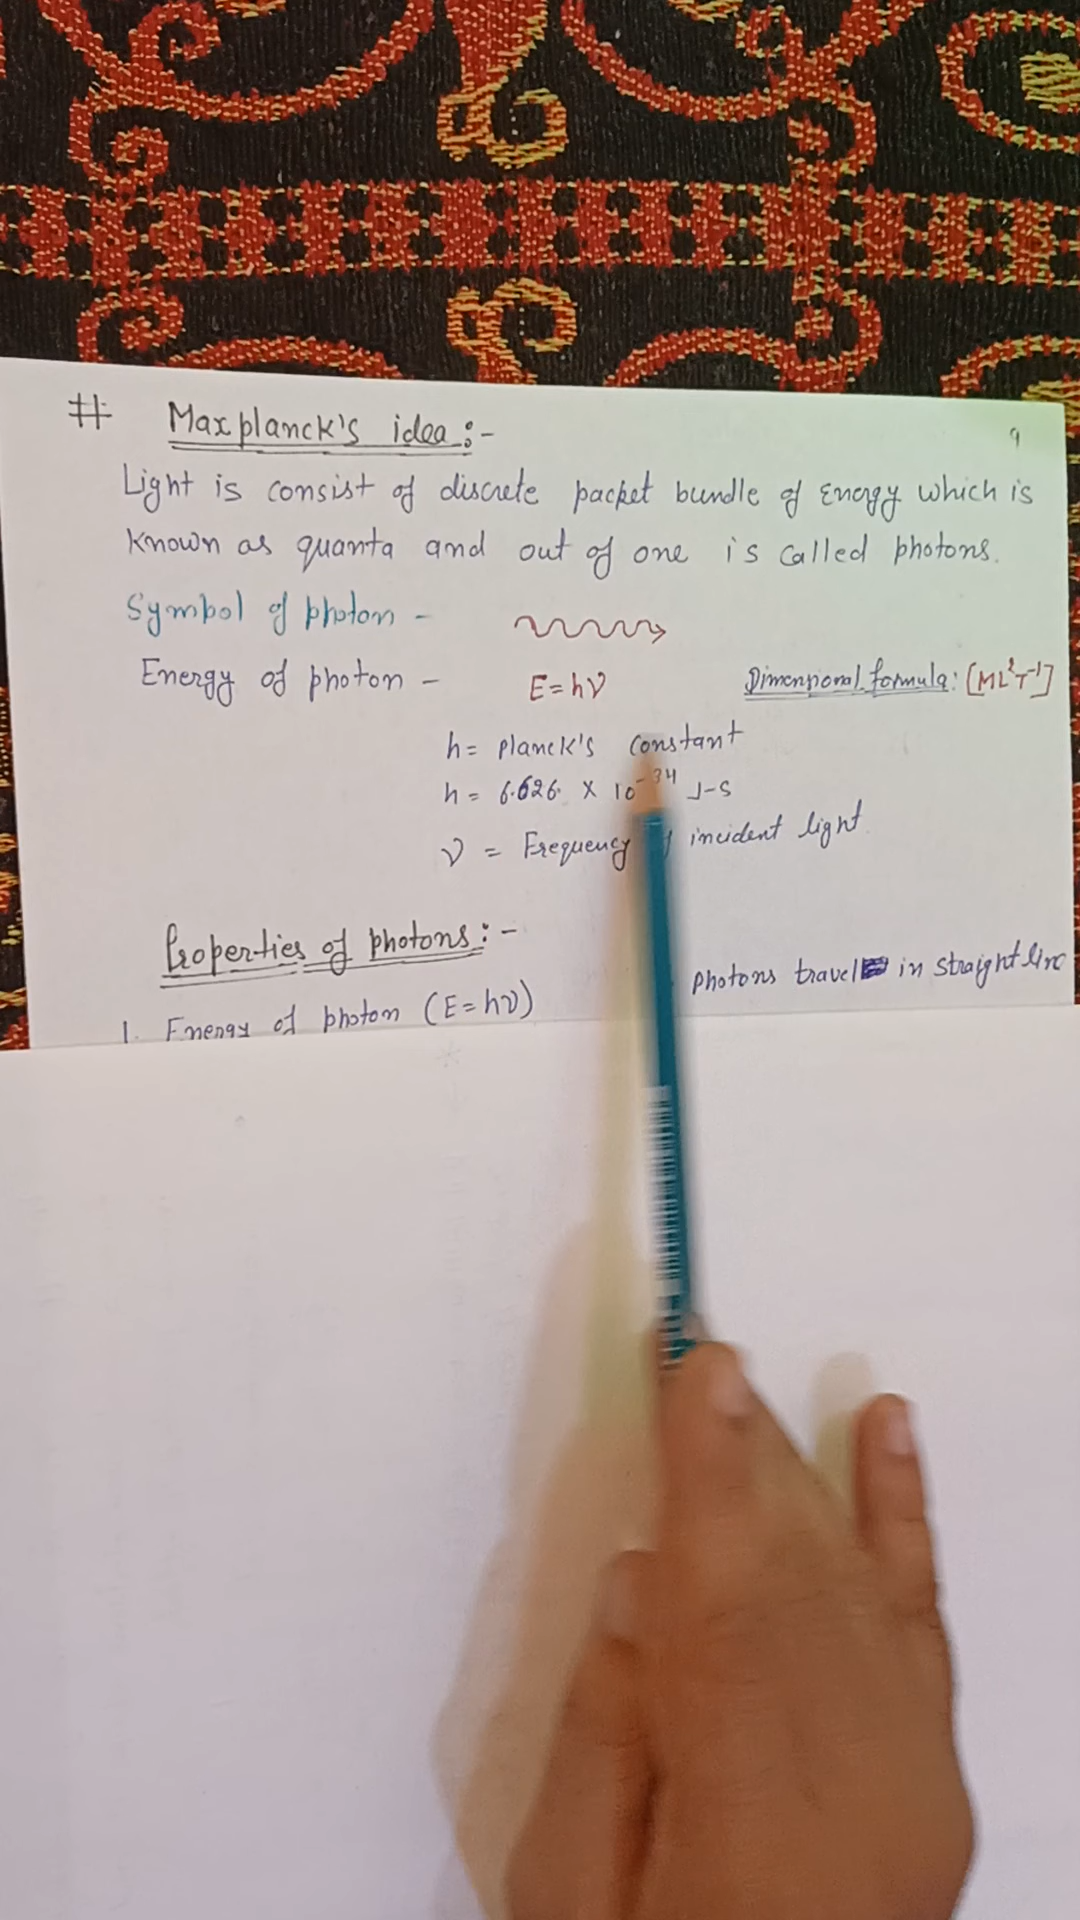 # Max planck's idea :-
9
Light is consist of discrete packet bundle of Energy which is
known as quanta and out of one is called photons.
Symbol of photon -
Energy of photon - E=hν Dimensional formula: [ML²T⁻¹]
h = planck's constant
h = 6.626 × 10⁻³⁴ J-S
ν = Frequency incident light
Properties of photons :-
photons travel in straight line
1. Energy of photon (E=hν)